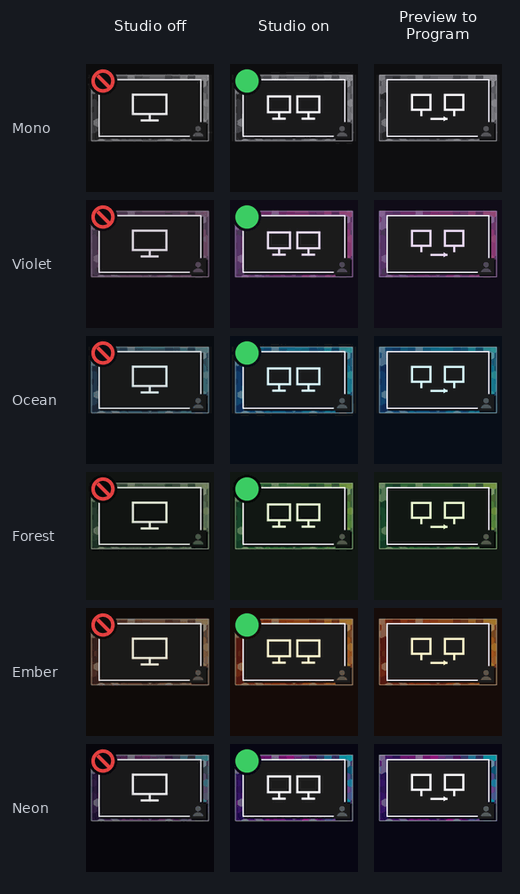 Studio off
Studio on
Preview to
Program
Mono
Violet
Ocean
Forest
Ember
Neon